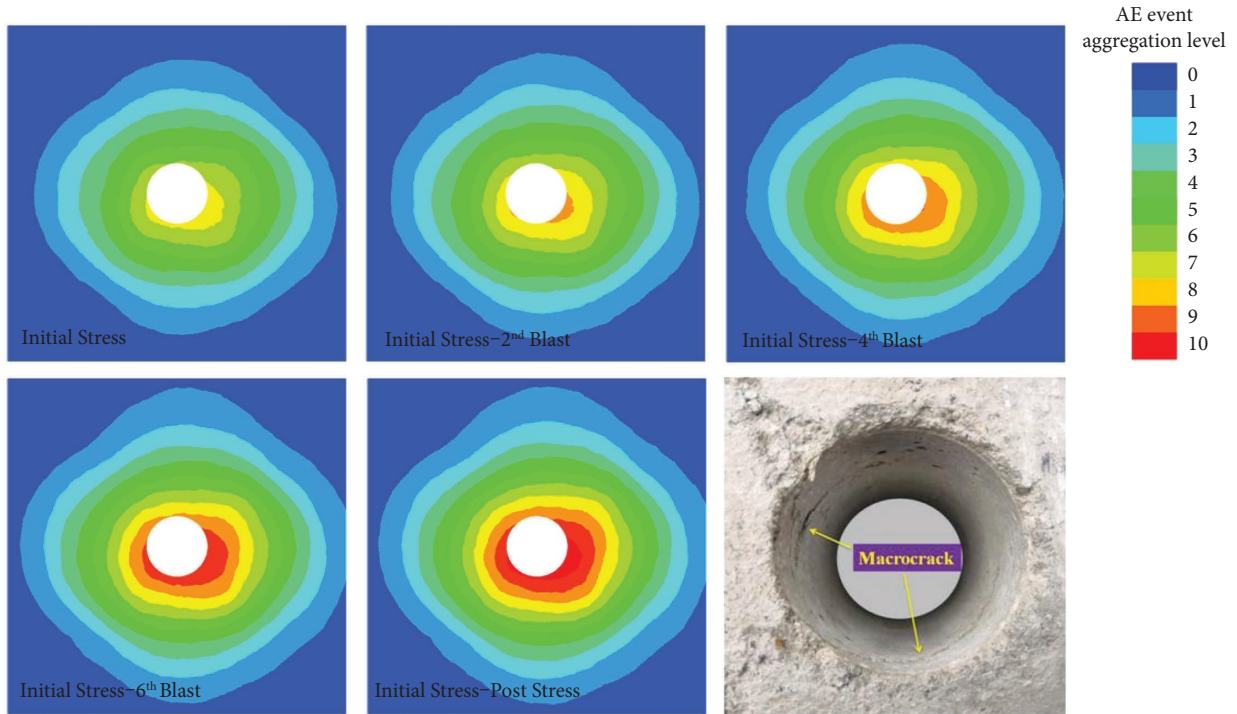 AE event
aggregation level
0
1
2
3
4
5
6
7
8
9
10
Initial Stress
Initial Stress–2nd Blast
Initial Stress–4th Blast
Initial Stress–6th Blast
Initial Stress–Post Stress
Macrocrack